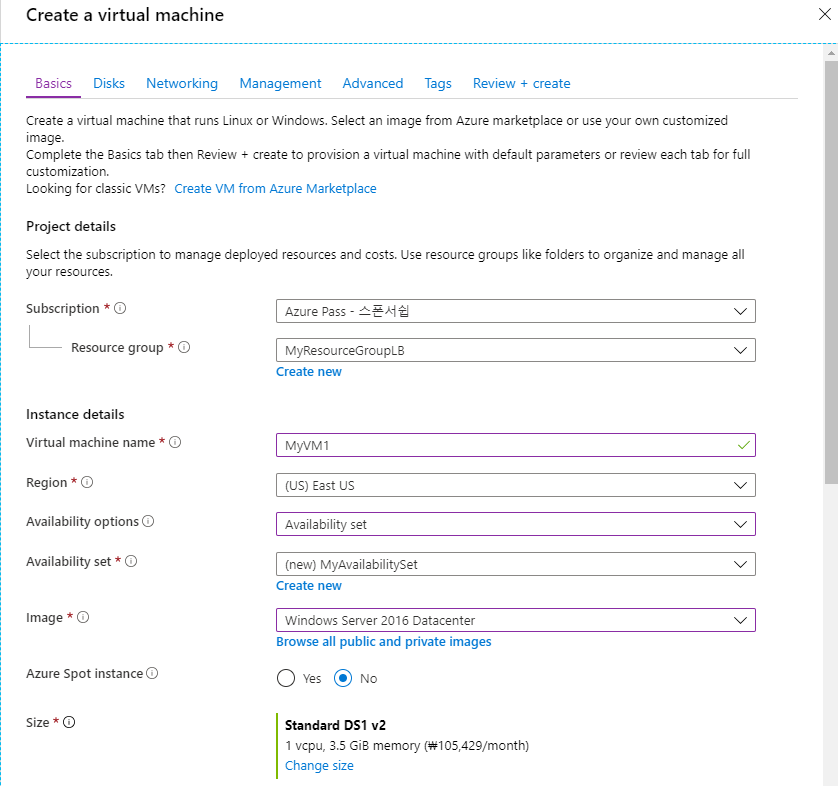 Create a virtual machine
Basics
Disks
Networking
Management
Advanced
Tags
Review + create
Create a virtual machine that runs Linux or Windows. Select an image from Azure marketplace or use your own customized
image.
Complete the Basics tab then Review + create to provision a virtual machine with default parameters or review each tab for full
customization.
Looking for classic VMs? Create VM from Azure Marketplace
Project details
Select the subscription to manage deployed resources and costs. Use resource groups like folders to organize and manage all
your resources.
Subscription *
Azure Pass - 스폰서쉽
Resource group *
MyResourceGroupLB
Create new
Instance details
Virtual machine name *
MyVM1
Region *
(US) East US
Availability options
Availability set
Availability set *
(new) MyAvailabilitySet
Create new
Image *
Windows Server 2016 Datacenter
Browse all public and private images
Azure Spot instance
Yes
No
Size *
Standard DS1 v2
1 vcpu, 3.5 GiB memory (₩105,429/month)
Change size